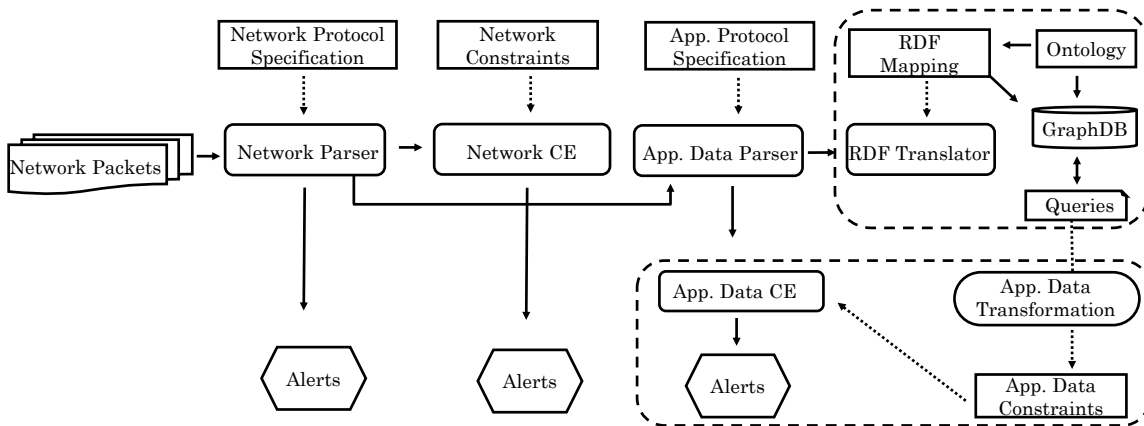 Network Protocol
Specification
Network
Constraints
App. Protocol
Specification
RDF
Mapping
Ontology
Network Packets
Network Parser
Network CE
App. Data Parser
RDF Translator
GraphDB
Queries
App. Data CE
App. Data
Transformation
Alerts
Alerts
Alerts
App. Data
Constraints